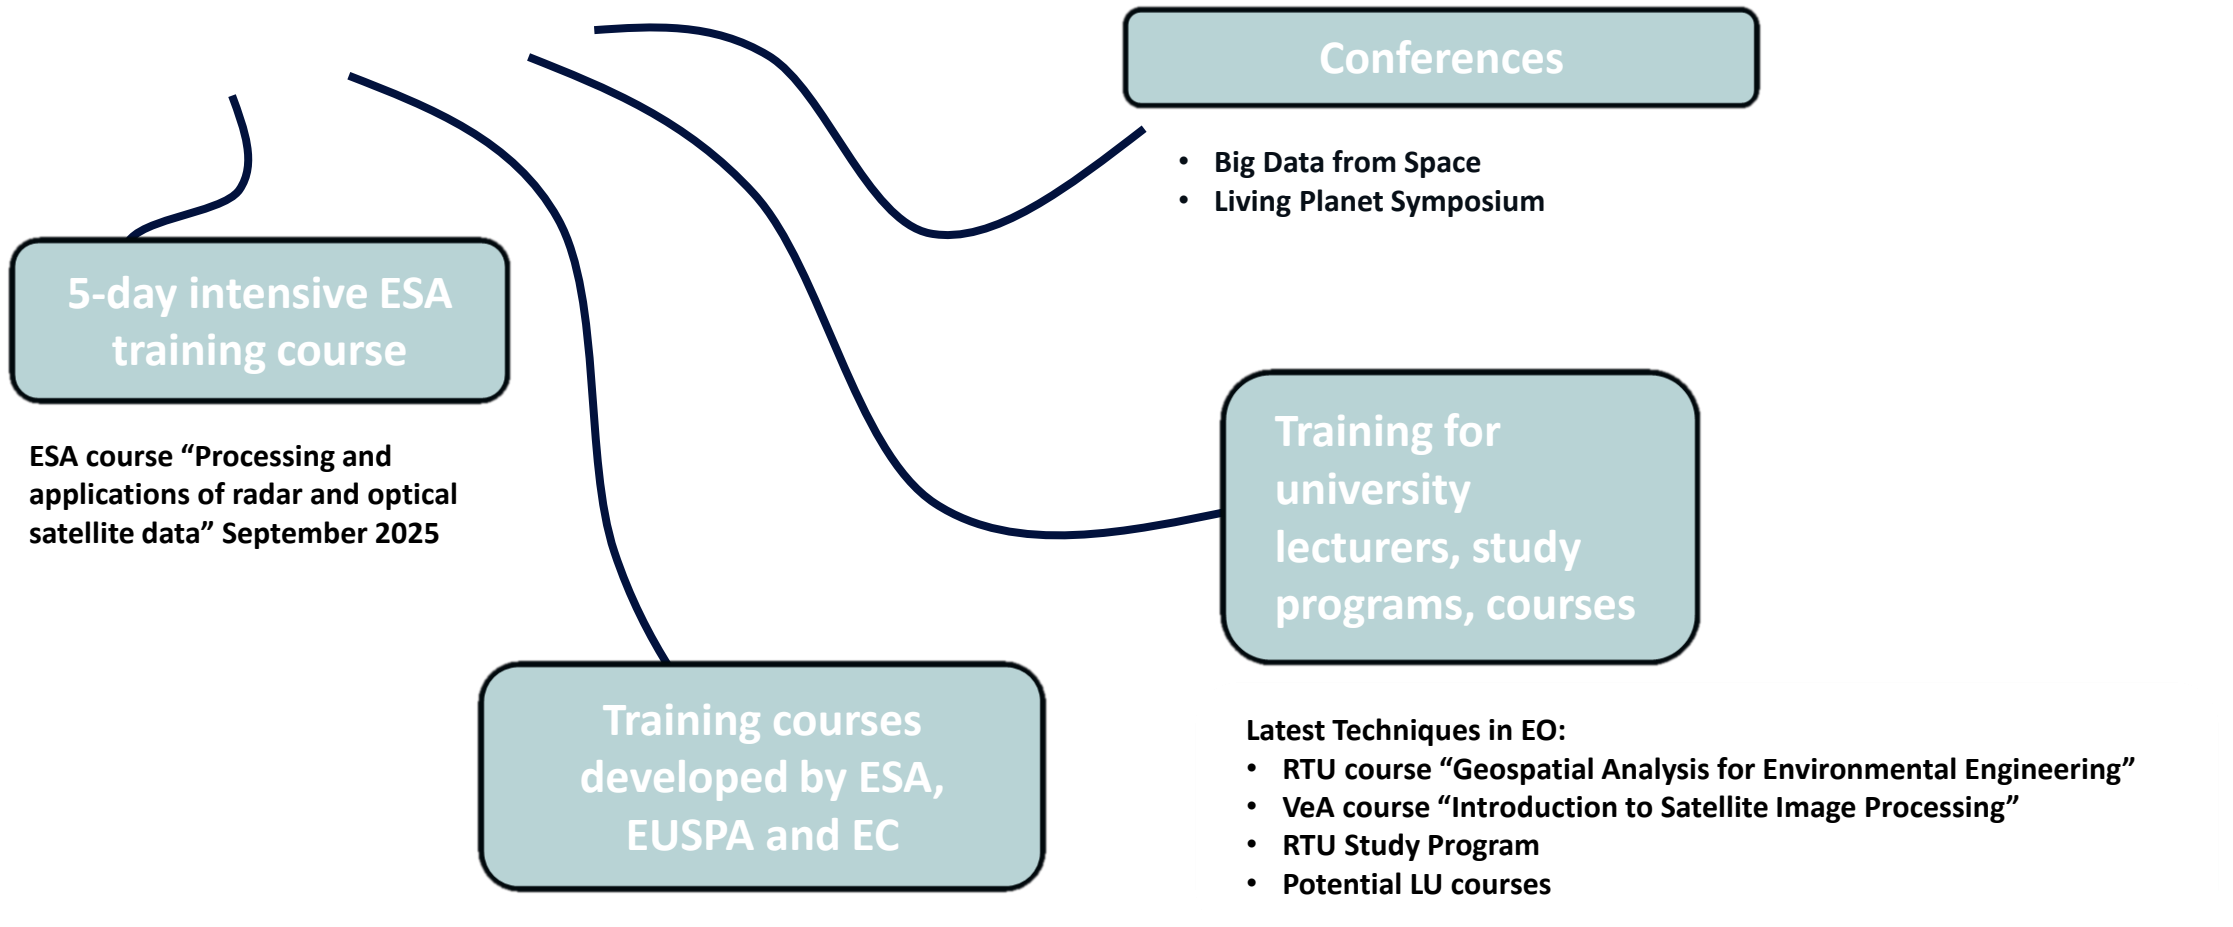 Conferences
• Big Data from Space
• Living Planet Symposium
5-day intensive ESA
training course
ESA course “Processing and
applications of radar and optical
satellite data” September 2025
Training for
university
lecturers, study
programs, courses
Training courses
developed by ESA,
EUSPA and EC
Latest Techniques in EO:
• RTU course “Geospatial Analysis for Environmental Engineering”
• VeA course “Introduction to Satellite Image Processing”
• RTU Study Program
• Potential LU courses